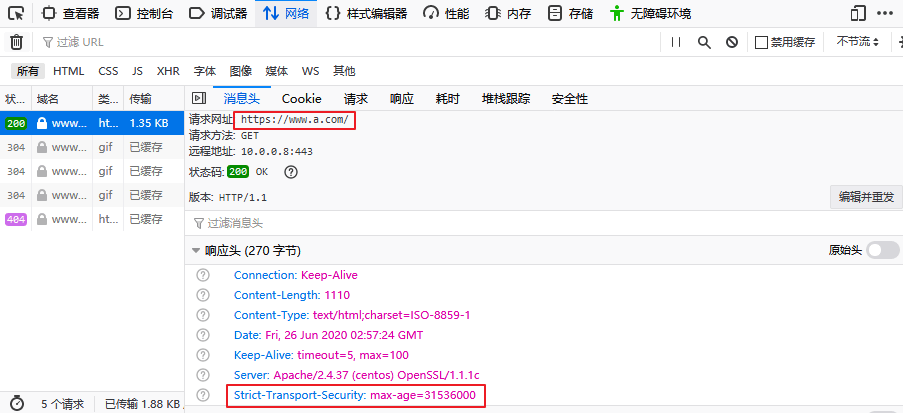 查看器 控制台 调试器 网络 样式编辑器 性能 内存 存储 无障碍环境
过滤 URL 禁用缓存 不节流
所有 HTML CSS JS XHR 字体 图像 媒体 WS 其他
状... 域名 类... 传输 消息头 Cookie 请求 响应 耗时 堆栈跟踪 安全性
200 www... ht... 1.35 KB
304 www... gif 已缓存
304 www... gif 已缓存
304 www... gif 已缓存
404 www... ht... 已缓存
请求网址: https://www.a.com/
请求方法: GET
远程地址: 10.0.0.8:443
状态码: 200 OK
版本: HTTP/1.1 编辑并重发
过滤消息头
响应头 (270 字节) 原始头
Connection: Keep-Alive
Content-Length: 1110
Content-Type: text/html;charset=ISO-8859-1
Date: Fri, 26 Jun 2020 02:57:24 GMT
Keep-Alive: timeout=5, max=100
Server: Apache/2.4.37 (centos) OpenSSL/1.1.1c
Strict-Transport-Security: max-age=31536000
5 个请求 已传输 1.88 KB